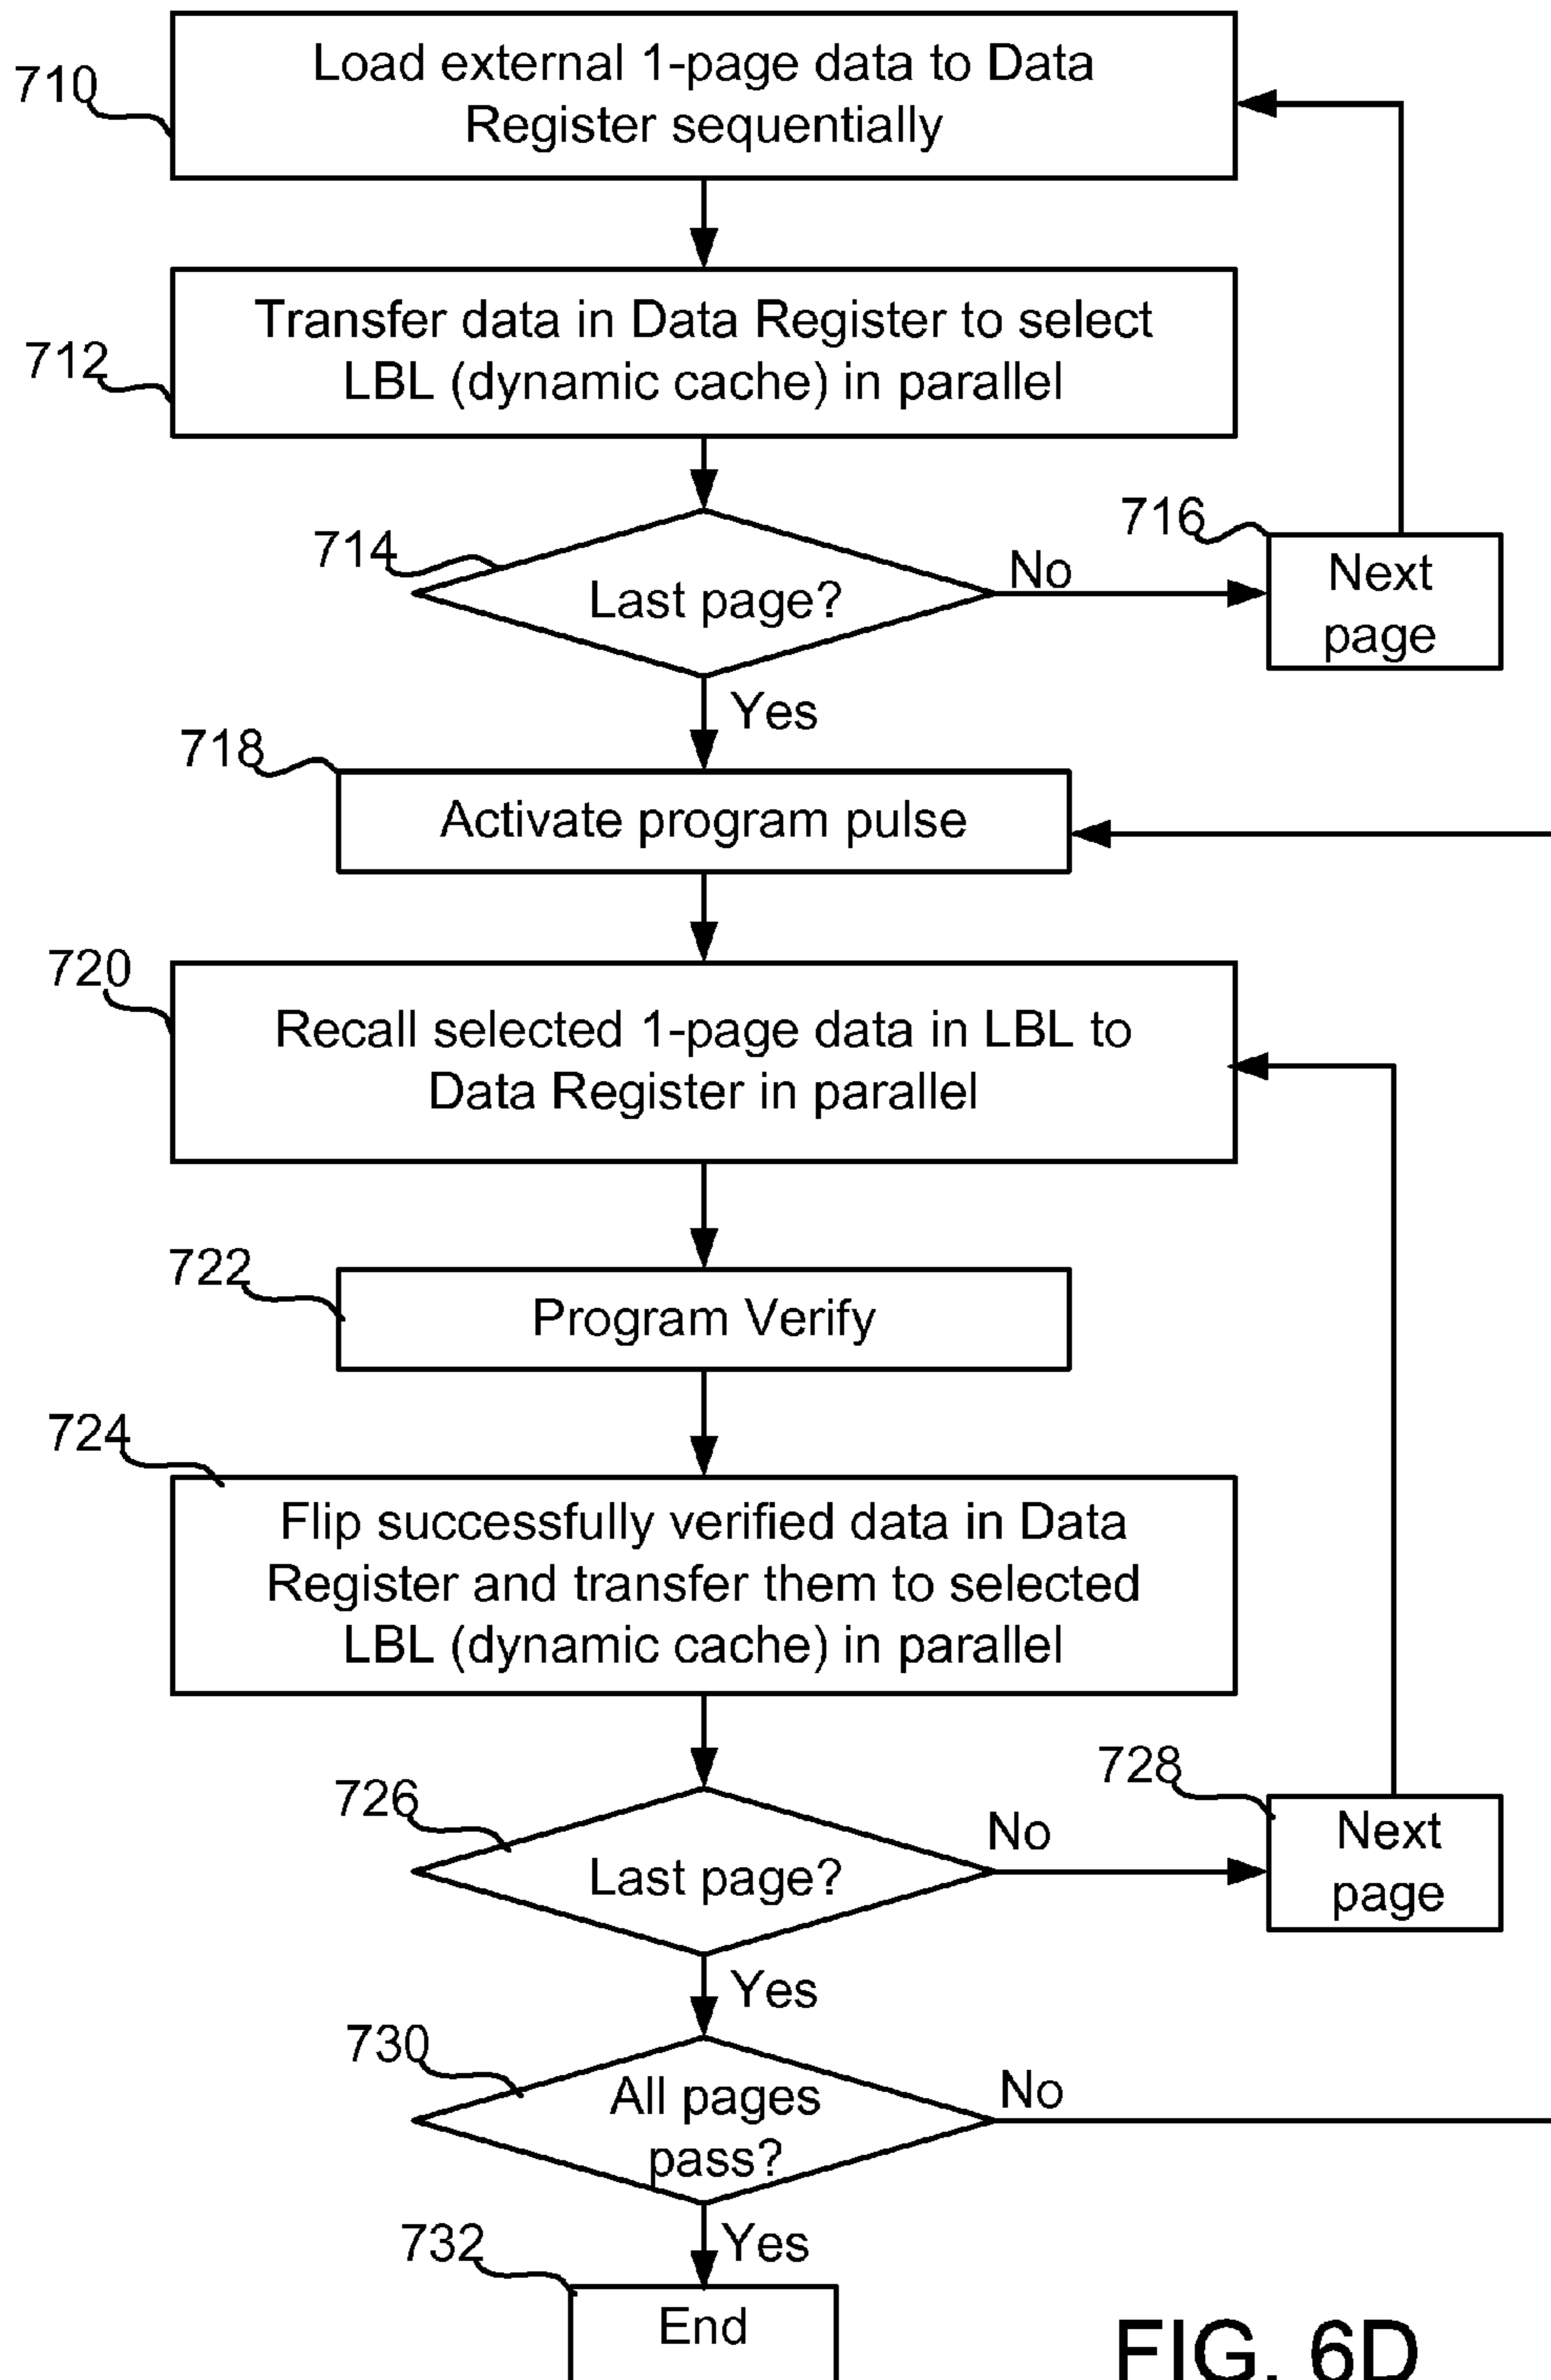 710
Load external 1-page data to Data
Register sequentially
712
Transfer data in Data Register to select
LBL (dynamic cache) in parallel
714
Last page?
No
716
Next
page
Yes
718
Activate program pulse
720
Recall selected 1-page data in LBL to
Data Register in parallel
722
Program Verify
724
Flip successfully verified data in Data
Register and transfer them to selected
LBL (dynamic cache) in parallel
726
Last page?
No
728
Next
page
Yes
730
All pages
pass?
No
Yes
732
End
FIG. 6D